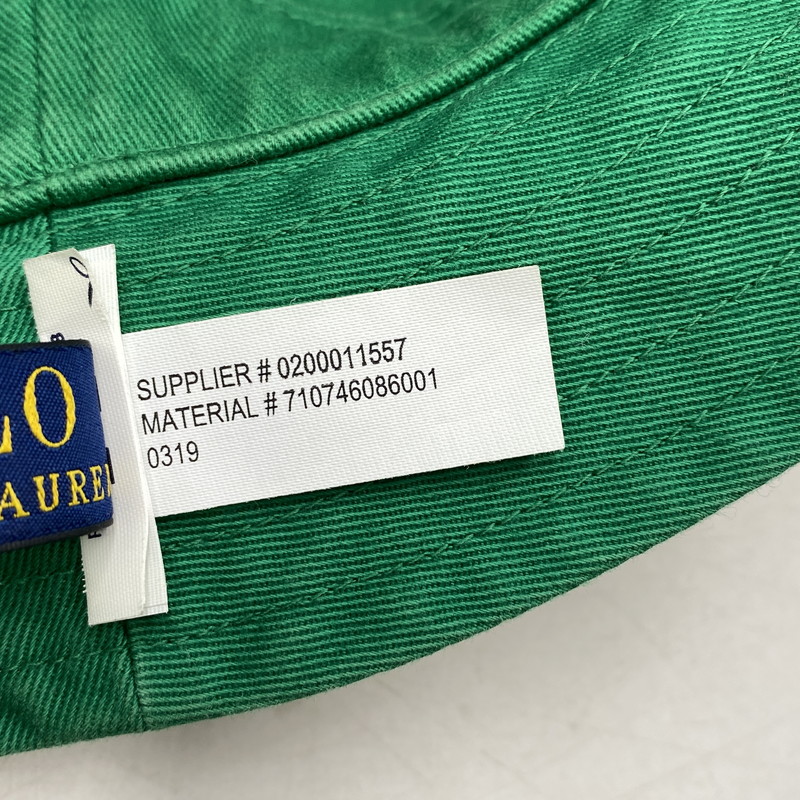 LO
AUREN
SUPPLIER # 0200011557
MATERIAL # 710746086001
0319